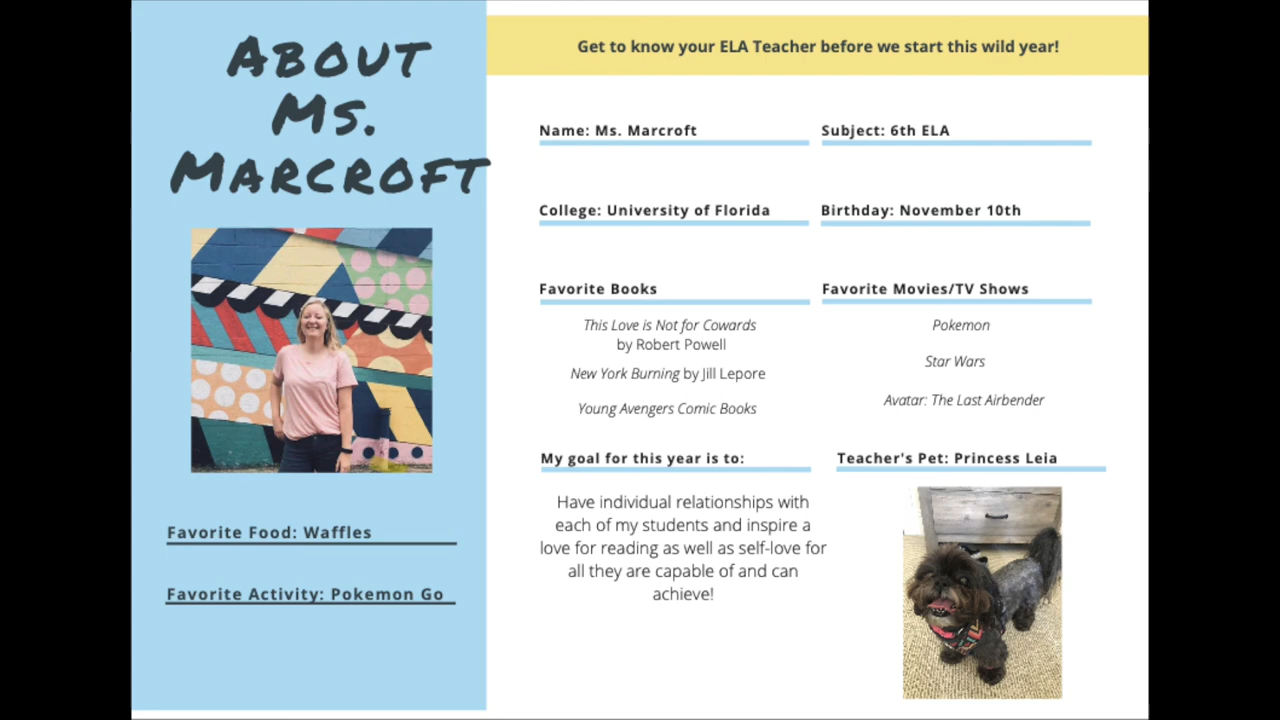 About
Ms.
Marcroft
Favorite Food: Waffles
Favorite Activity: Pokemon Go
Get to know your ELA Teacher before we start this wild year!
Name: Ms. Marcroft
Subject: 6th ELA
College: University of Florida
Birthday: November 10th
Favorite Books
This Love is Not for Cowards
by Robert Powell
New York Burning by Jill Lepore
Young Avengers Comic Books
Favorite Movies/TV Shows
Pokemon
Star Wars
Avatar: The Last Airbender
My goal for this year is to:
Have individual relationships with
each of my students and inspire a
love for reading as well as self-love for
all they are capable of and can
achieve!
Teacher's Pet: Princess Leia